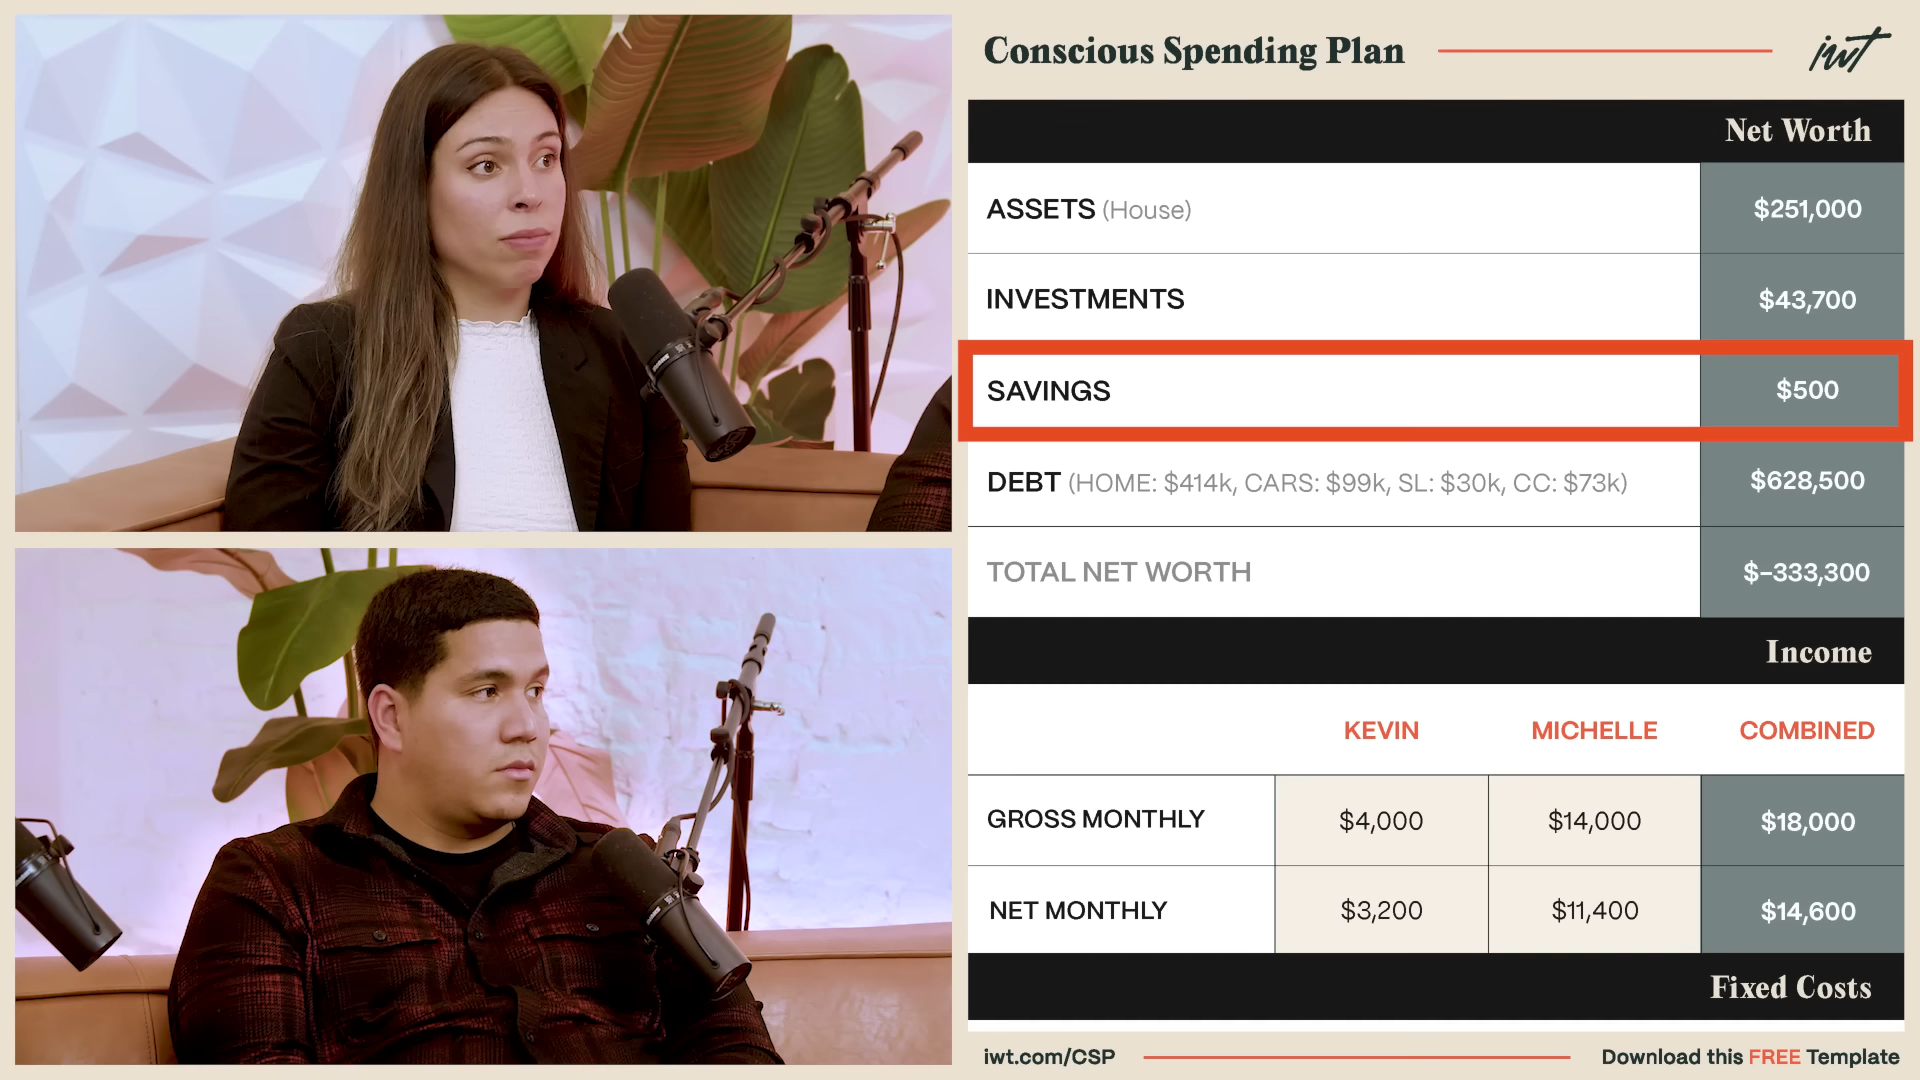 Conscious Spending Plan
iwt
Net Worth
ASSETS (House) $251,000
INVESTMENTS $43,700
SAVINGS $500
DEBT (HOME: $414k, CARS: $99k, SL: $30k, CC: $73k) $628,500
TOTAL NET WORTH $-333,300
Income
KEVIN MICHELLE COMBINED
GROSS MONTHLY $4,000 $14,000 $18,000
NET MONTHLY $3,200 $11,400 $14,600
Fixed Costs
iwt.com/CSP Download this FREE Template